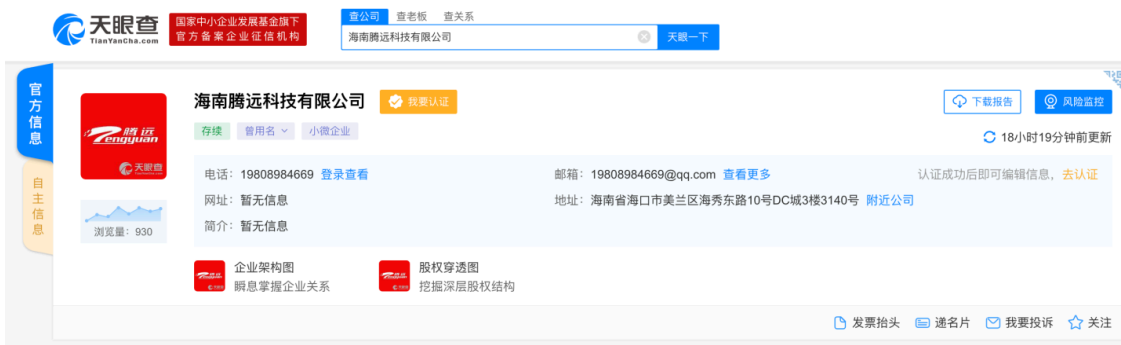 天眼查
TianYanCha.com
国家中小企业发展基金旗下
官方备案企业征信机构
查公司 查老板 查关系
海南腾远科技有限公司
天眼一下
官方信息
自主信息
腾远
Tengyuan
天眼查
浏览量：930
海南腾远科技有限公司
我要认证
存续 曾用名 小微企业
下载报告 风险监控
18小时19分钟前更新
电话：19808984669 登录查看
邮箱：19808984669@qq.com 查看更多
认证成功后即可编辑信息，去认证
网址：暂无信息
地址：海南省海口市美兰区海秀东路10号DC城3楼3140号 附近公司
简介：暂无信息
企业架构图
瞬息掌握企业关系
股权穿透图
挖掘深层股权结构
发票抬头 递名片 我要投诉 关注